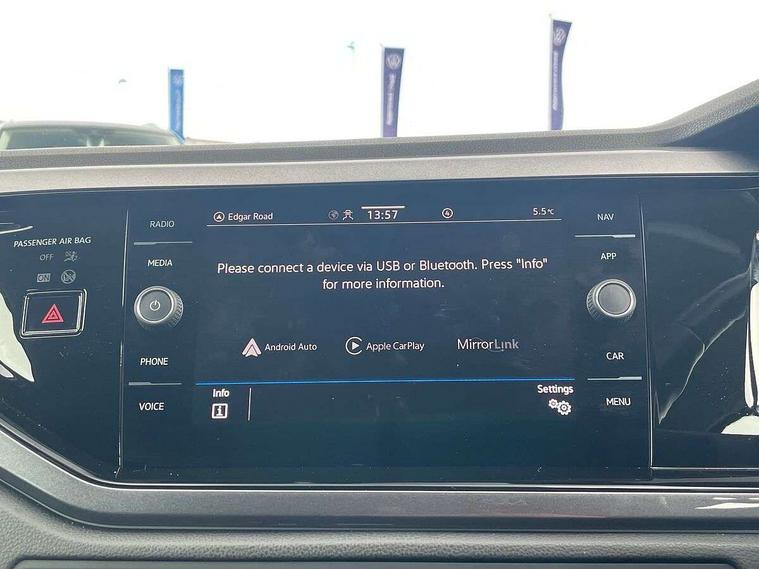 PASSENGER AIR BAG
OFF
ON
RADIO
MEDIA
PHONE
VOICE
Edgar Road
13:57
5.5°C
Please connect a device via USB or Bluetooth. Press "Info"
for more information.
Android Auto
Apple CarPlay
MirrorLink
Info
Settings
NAV
APP
CAR
MENU